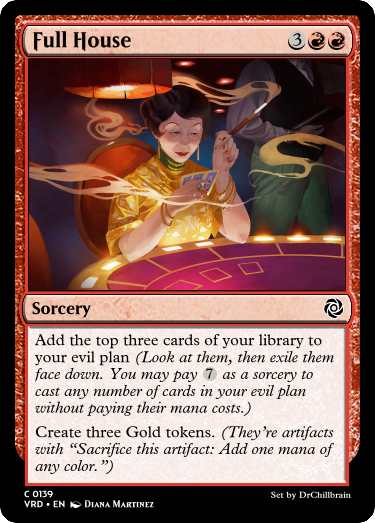 Full House 3
Sorcery
Add the top three cards of your library to
your evil plan (Look at them, then exile them
face down. You may pay 7 as a sorcery to
cast any number of cards in your evil plan
without paying their mana costs.)
Create three Gold tokens. (They're artifacts
with “Sacrifice this artifact: Add one mana of
any color.”)
C 0139
VRD • EN Diana Martinez
Set by DrChillbrain